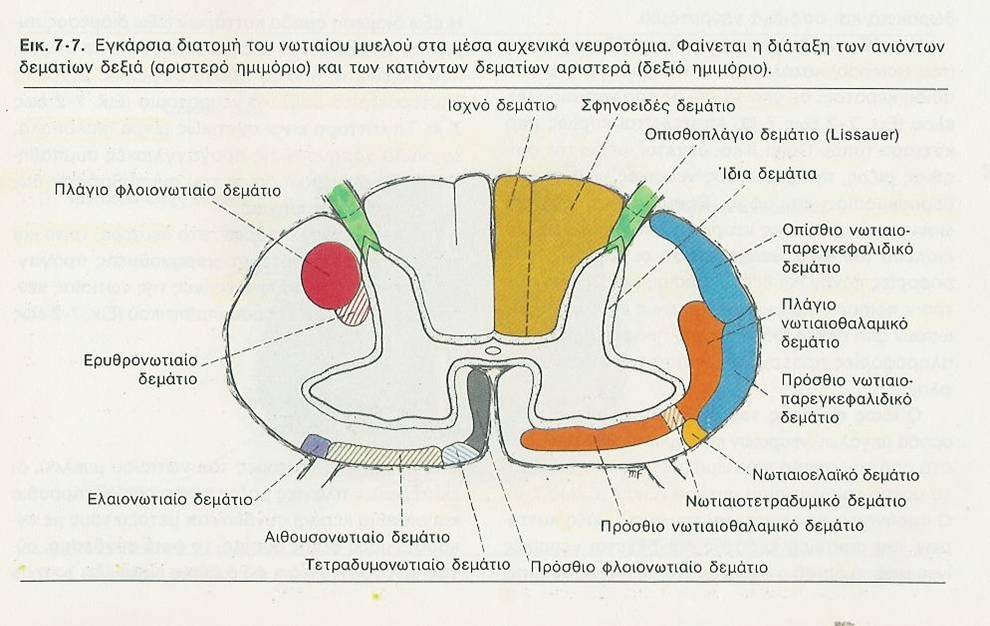 Εικ. 7-7. Εγκάρσια διατομή του νωτιαίου μυελού στα μέσα αυχενικά νευροτόμια. Φαίνεται η διάταξη των ανιόντων
δεματίων δεξιά (αριστερό ημιμόριο) και των κατιόντων δεματίων αριστερά (δεξιό ημιμόριο).
Ισχνό δεμάτιο
Σφηνοειδές δεμάτιο
Οπισθοπλάγιο δεμάτιο (Lissauer)
Ίδια δεμάτια
Πλάγιο φλοιονωτιαίο δεμάτιο
Οπίσθιο νωτιαιο-
παρεγκεφαλιδικό
δεμάτιο
Πλάγιο
νωτιαιοθαλαμικό
δεμάτιο
Ερυθρονωτιαίο
δεμάτιο
Πρόσθιο νωτιαιο-
παρεγκεφαλιδικό
δεμάτιο
mF
Νωτιαιοελαϊκό δεμάτιο
Ελαιονωτιαίο δεμάτιο
Νωτιαιοτετραδυμικό δεμάτιο
Πρόσθιο νωτιαιοθαλαμικό δεμάτιο
Αιθουσονωτιαίο δεμάτιο
Τετραδυμονωτιαίο δεμάτιο
Πρόσθιο φλοιονωτιαίο δεμάτιο